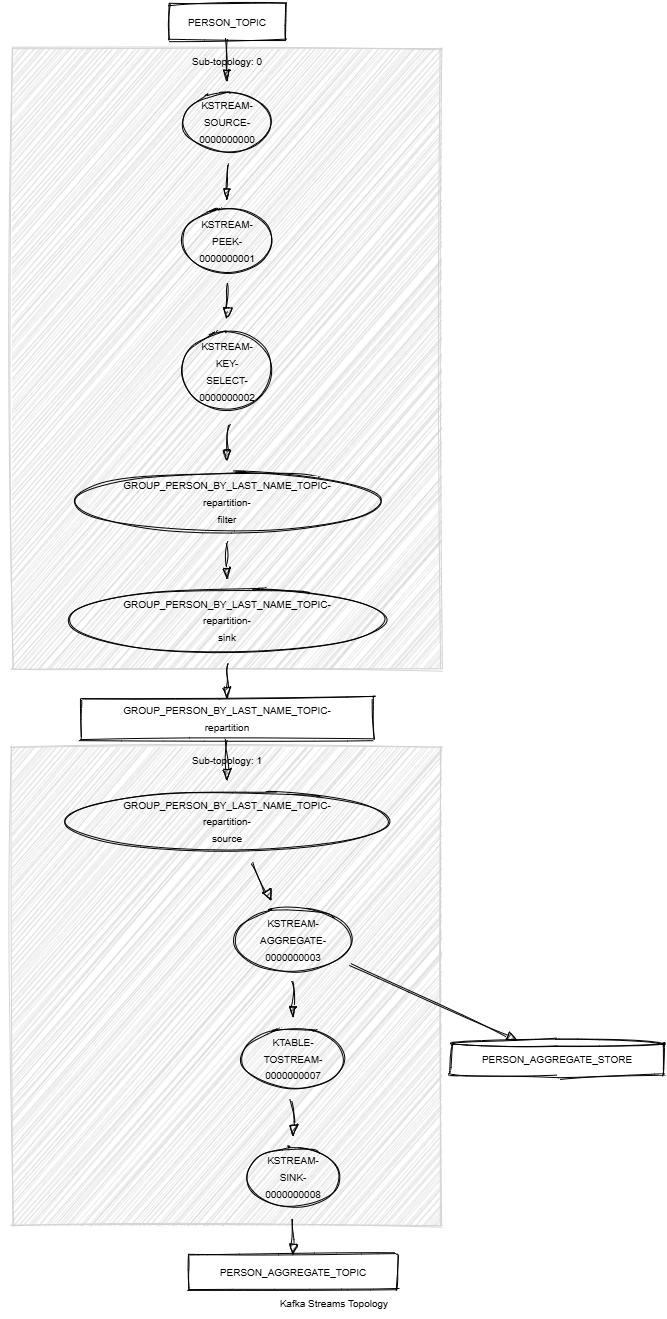 PERSON_TOPIC
Sub-topology: 0
KSTREAM-
SOURCE-
0000000000
KSTREAM-
PEEK-
0000000001
KSTREAM-
KEY-
SELECT-
0000000002
GROUP_PERSON_BY_LAST_NAME_TOPIC-
repartition-
filter
GROUP_PERSON_BY_LAST_NAME_TOPIC-
repartition-
sink
GROUP_PERSON_BY_LAST_NAME_TOPIC-
repartition
Sub-topology: 1
GROUP_PERSON_BY_LAST_NAME_TOPIC-
repartition-
source
KSTREAM-
AGGREGATE-
0000000003
KTABLE-
TOSTREAM-
0000000007
PERSON_AGGREGATE_STORE
KSTREAM-
SINK-
0000000008
PERSON_AGGREGATE_TOPIC
Kafka Streams Topology